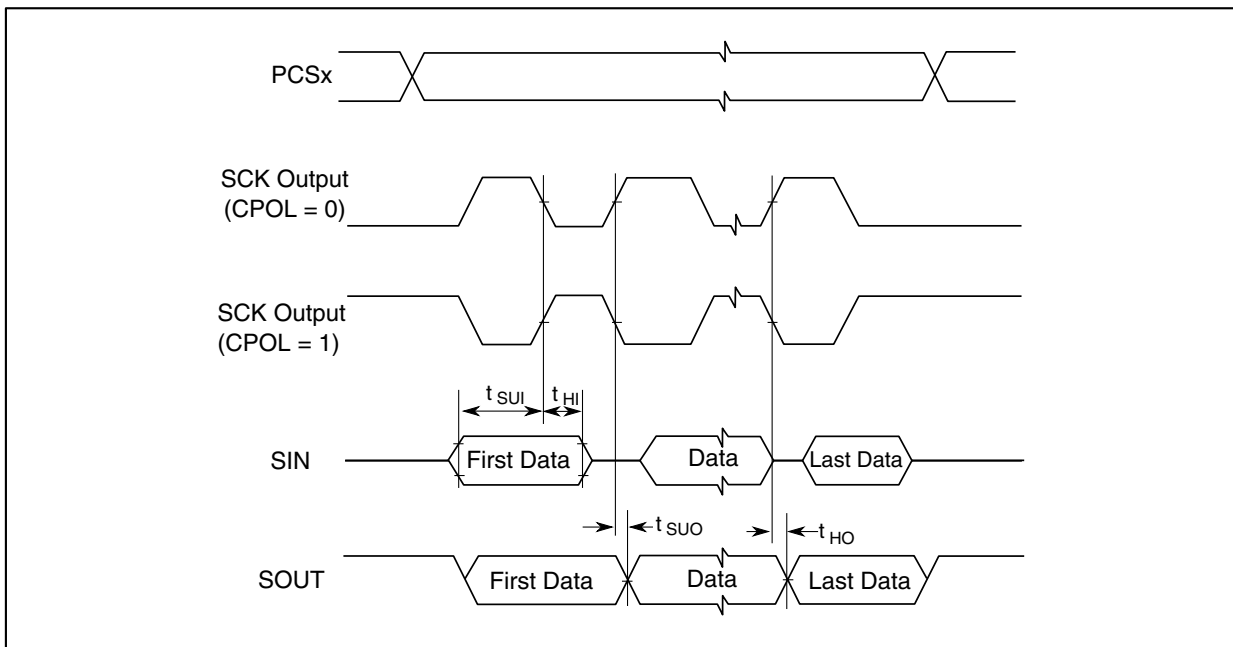 PCSx
SCK Output
(CPOL = 0)
SCK Output
(CPOL = 1)
t SUI
t HI
SIN
First Data
Data
Last Data
t SUO
t HO
SOUT
First Data
Data
Last Data